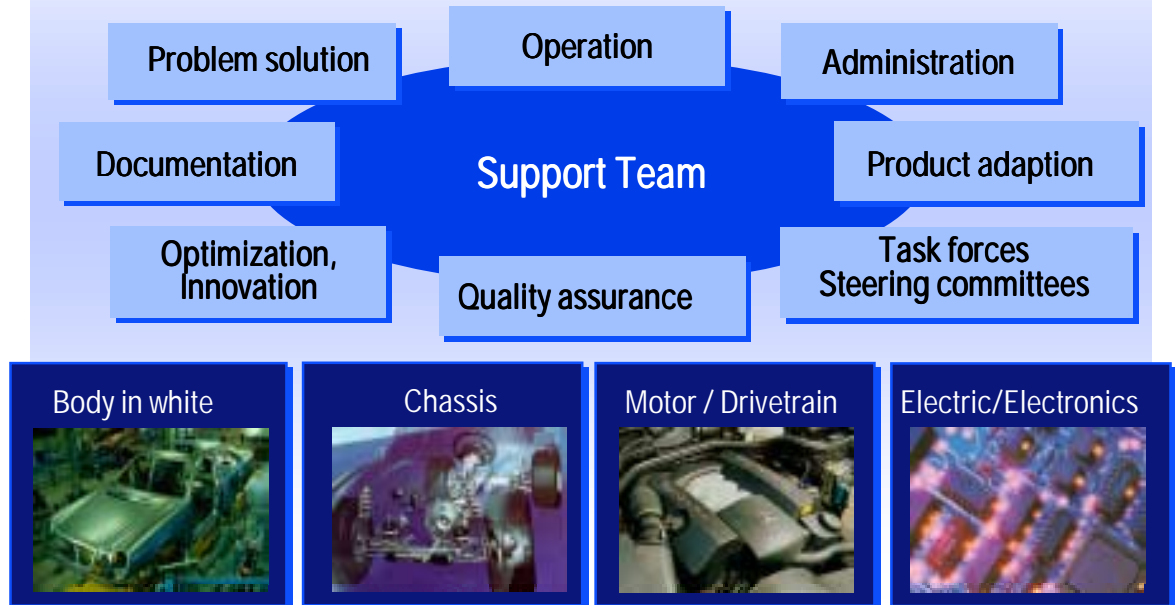 Problem solution
Operation
Administration
Documentation
Support Team
Product adaption
Optimization,
Innovation
Quality assurance
Task forces
Steering committees
Body in white
Chassis
Motor / Drivetrain
Electric/Electronics